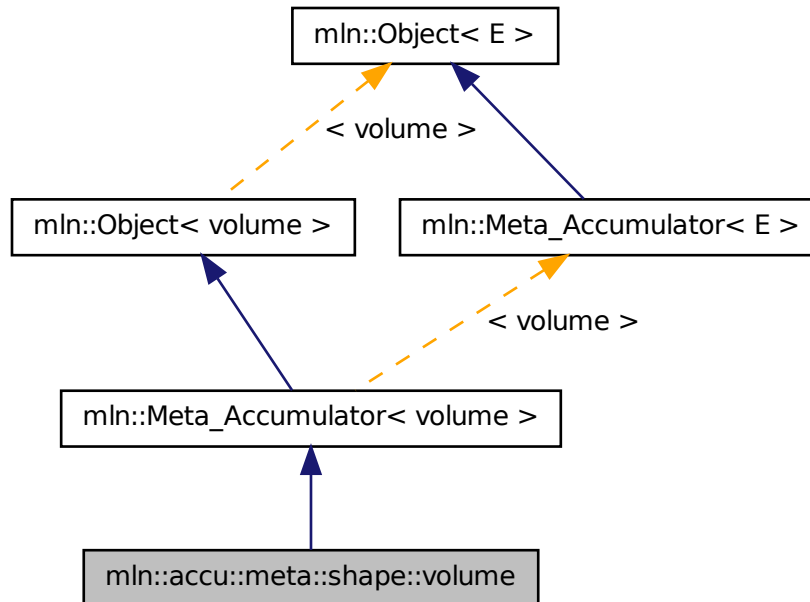 mln::Object< E >
< volume >
mln::Object< volume >
mln::Meta_Accumulator< E >
< volume >
mln::Meta_Accumulator< volume >
mln::accu::meta::shape::volume